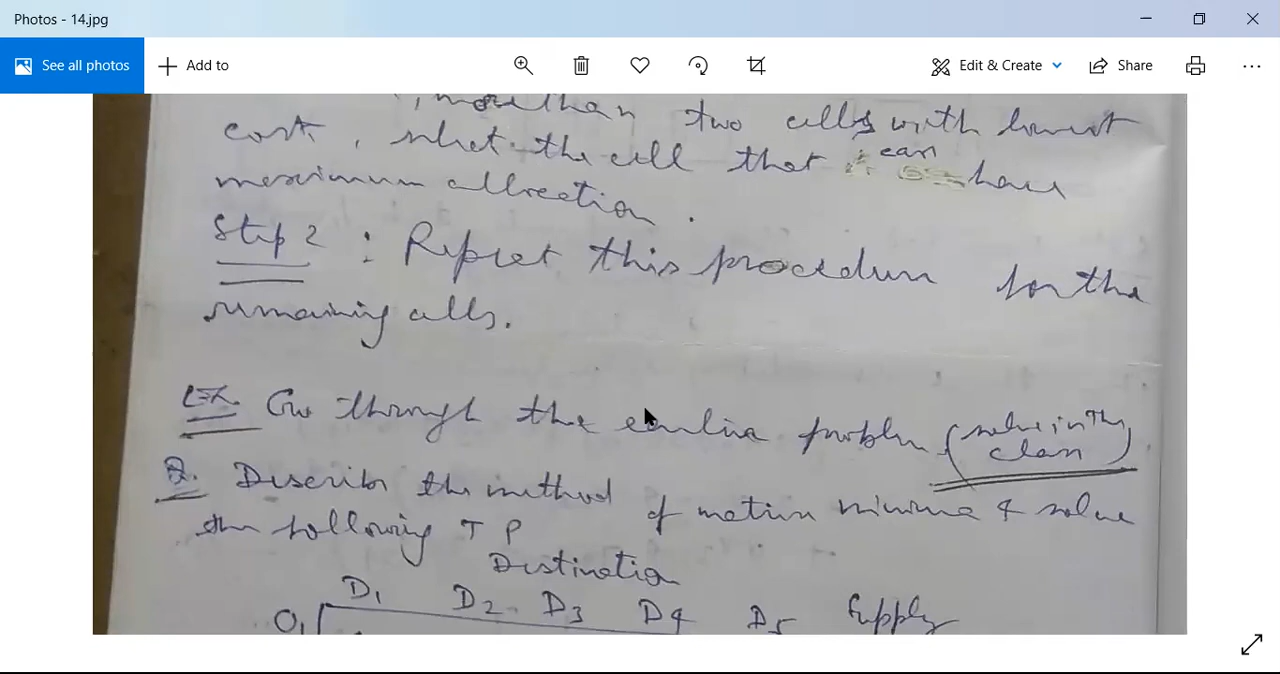 Photos - 14.jpg
See all photos
Add to
Edit & Create
Share
more than two cells with lowest
cost, select the cell that can have
maximum allocation.
Step 2 : Repeat this procedure for the
remaining cells.
Ex. Go through the earlier problem (solve in the
class)
Q. Describe the method of matrix minima & solve
the following TP
Destination
D1 D2 D3 D4 D5 Supply
O1